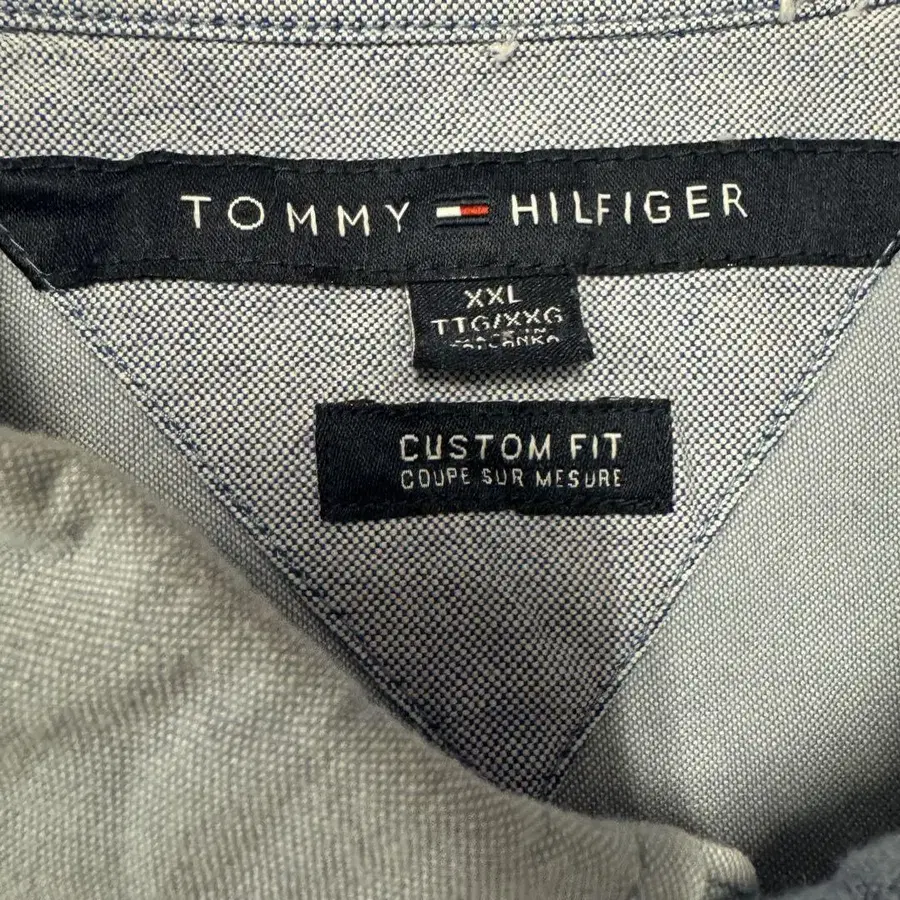 TOMMY HILFIGER
XXL
TTG/XXG
CUSTOM FIT
COUPE SUR MESURE